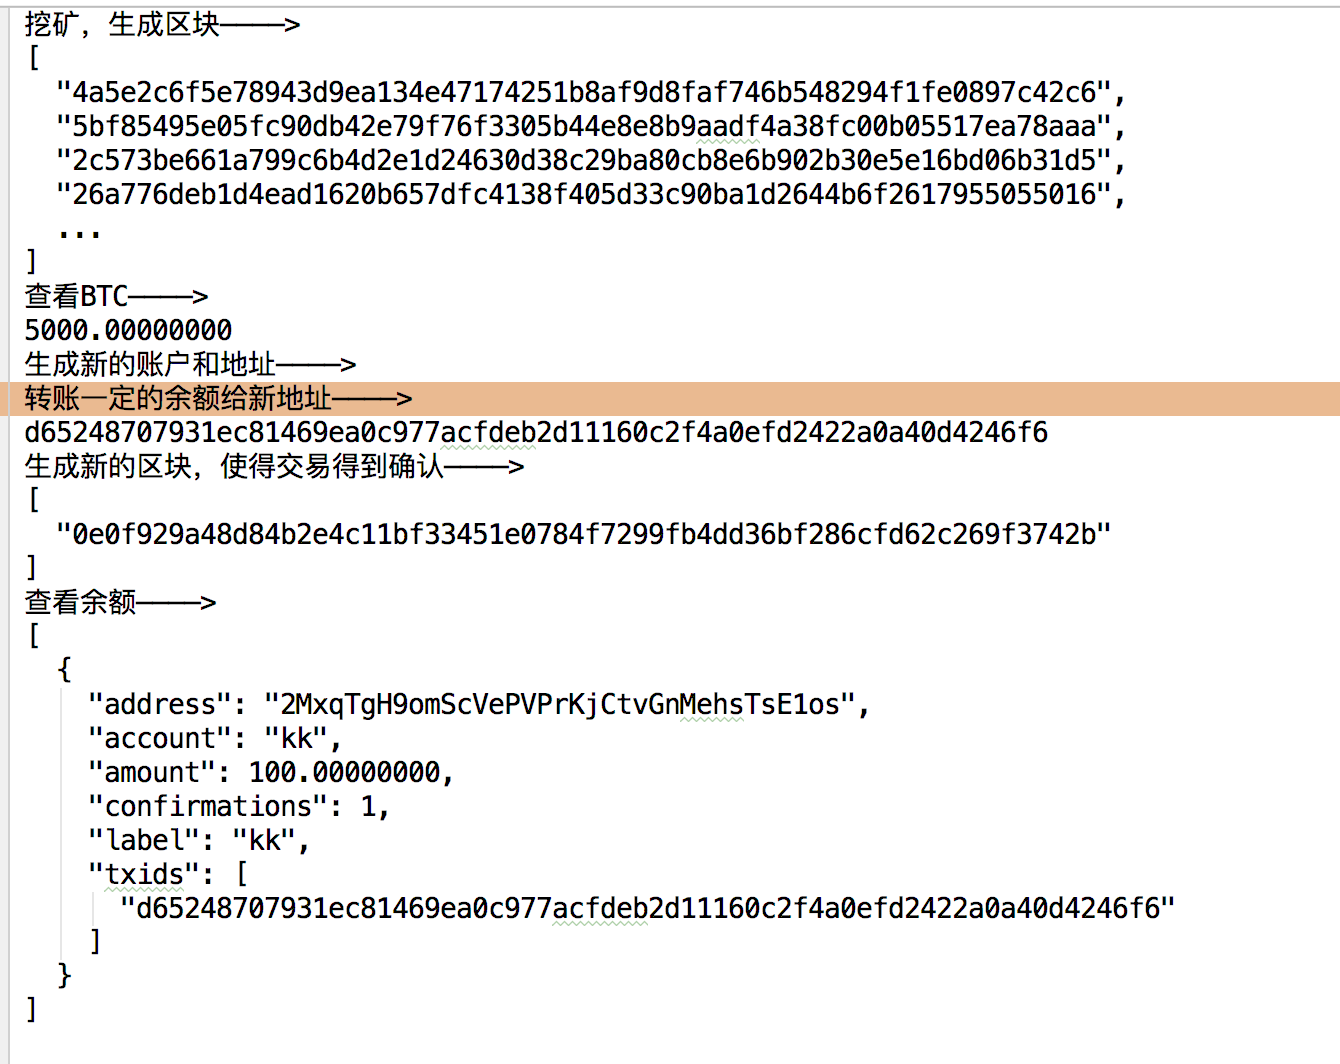 挖矿，生成区块————>
[
  "4a5e2c6f5e78943d9ea134e47174251b8af9d8faf746b548294f1fe0897c42c6",
  "5bf85495e05fc90db42e79f76f3305b44e8e8b9aadf4a38fc00b05517ea78aaa",
  "2c573be661a799c6b4d2e1d24630d38c29ba80cb8e6b902b30e5e16bd06b31d5",
  "26a776deb1d4ead1620b657dfc4138f405d33c90ba1d2644b6f2617955055016",
  ...
]
查看BTC————>
5000.00000000
生成新的账户和地址————>
转账一定的余额给新地址————>
d65248707931ec81469ea0c977acfdeb2d11160c2f4a0efd2422a0a40d4246f6
生成新的区块，使得交易得到确认————>
[
  "0e0f929a48d84b2e4c11bf33451e0784f7299fb4dd36bf286cfd62c269f3742b"
]
查看余额————>
[
  {
    "address": "2MxqTgH9omScVePVPrKjCtvGnMehsTsE1os",
    "account": "kk",
    "amount": 100.00000000,
    "confirmations": 1,
    "label": "kk",
    "txids": [
      "d65248707931ec81469ea0c977acfdeb2d11160c2f4a0efd2422a0a40d4246f6"
    ]
  }
]